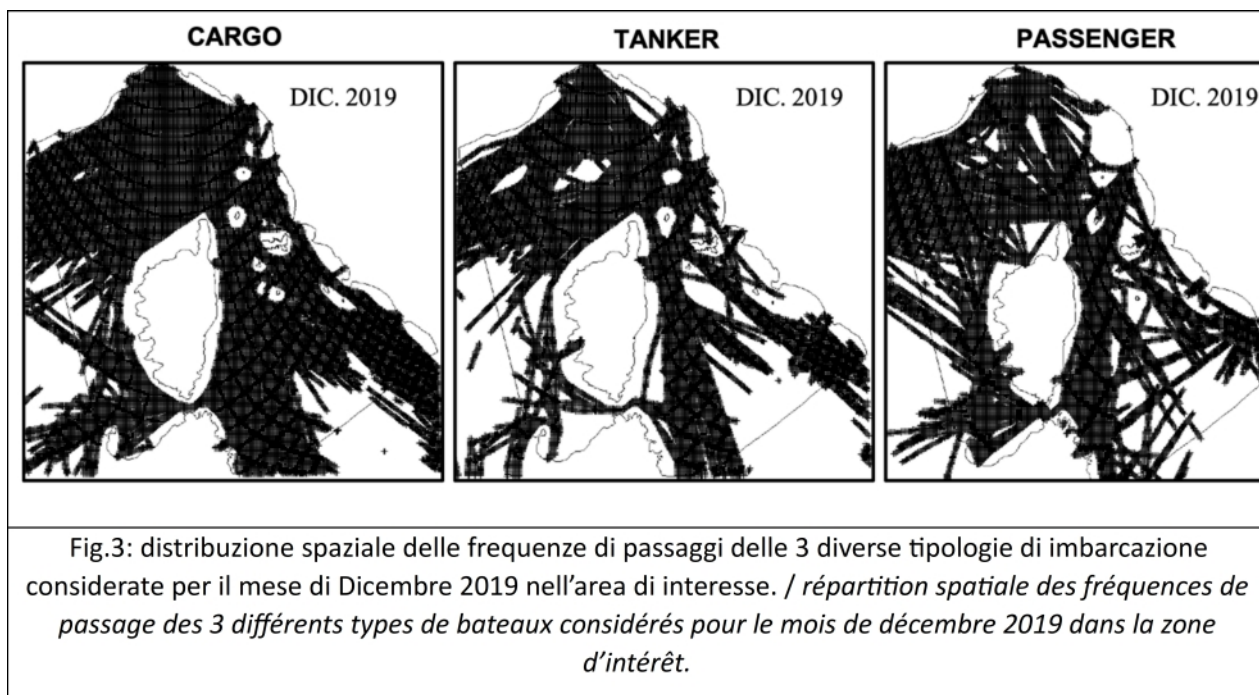 CARGO
TANKER
PASSENGER
DIC. 2019
DIC. 2019
DIC. 2019
Fig.3: distribuzione spaziale delle frequenze di passaggi delle 3 diverse tipologie di imbarcazione
considerate per il mese di Dicembre 2019 nell’area di interesse. / répartition spatiale des fréquences de
passage des 3 différents types de bateaux considérés pour le mois de décembre 2019 dans la zone
d’intérêt.